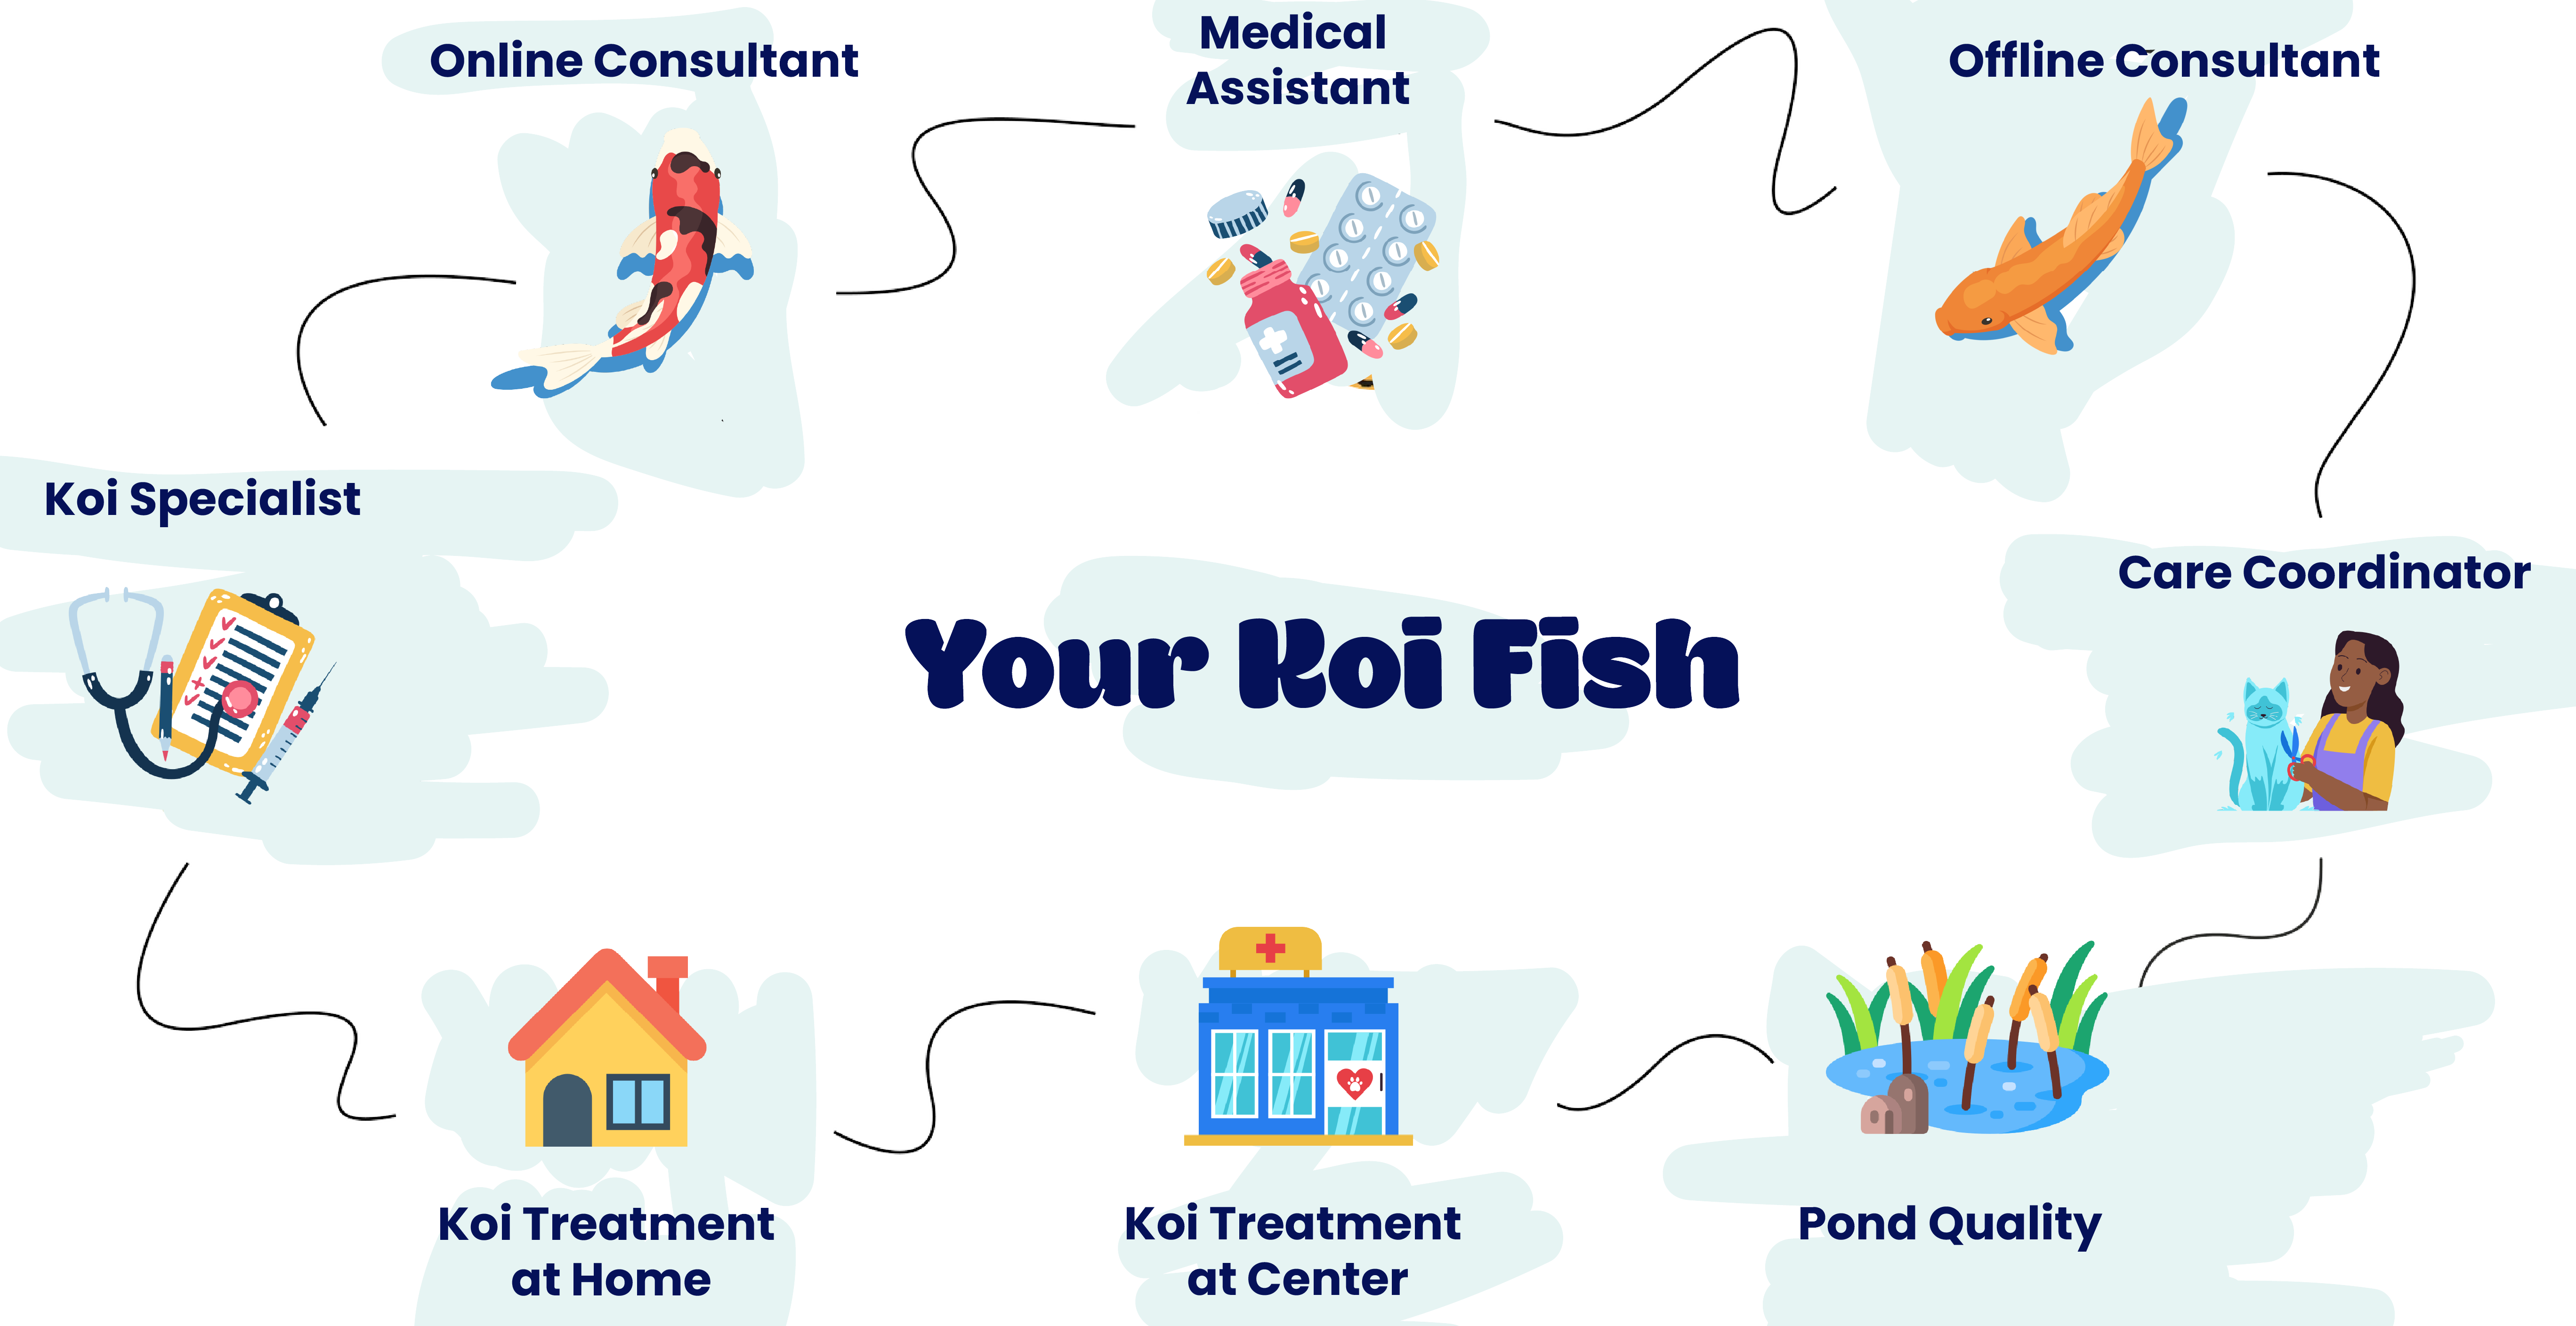 Online Consultant
Medical
Assistant
Offline Consultant
Koi Specialist
Care Coordinator
Your Koi Fish
Koi Treatment
at Home
Koi Treatment
at Center
Pond Quality